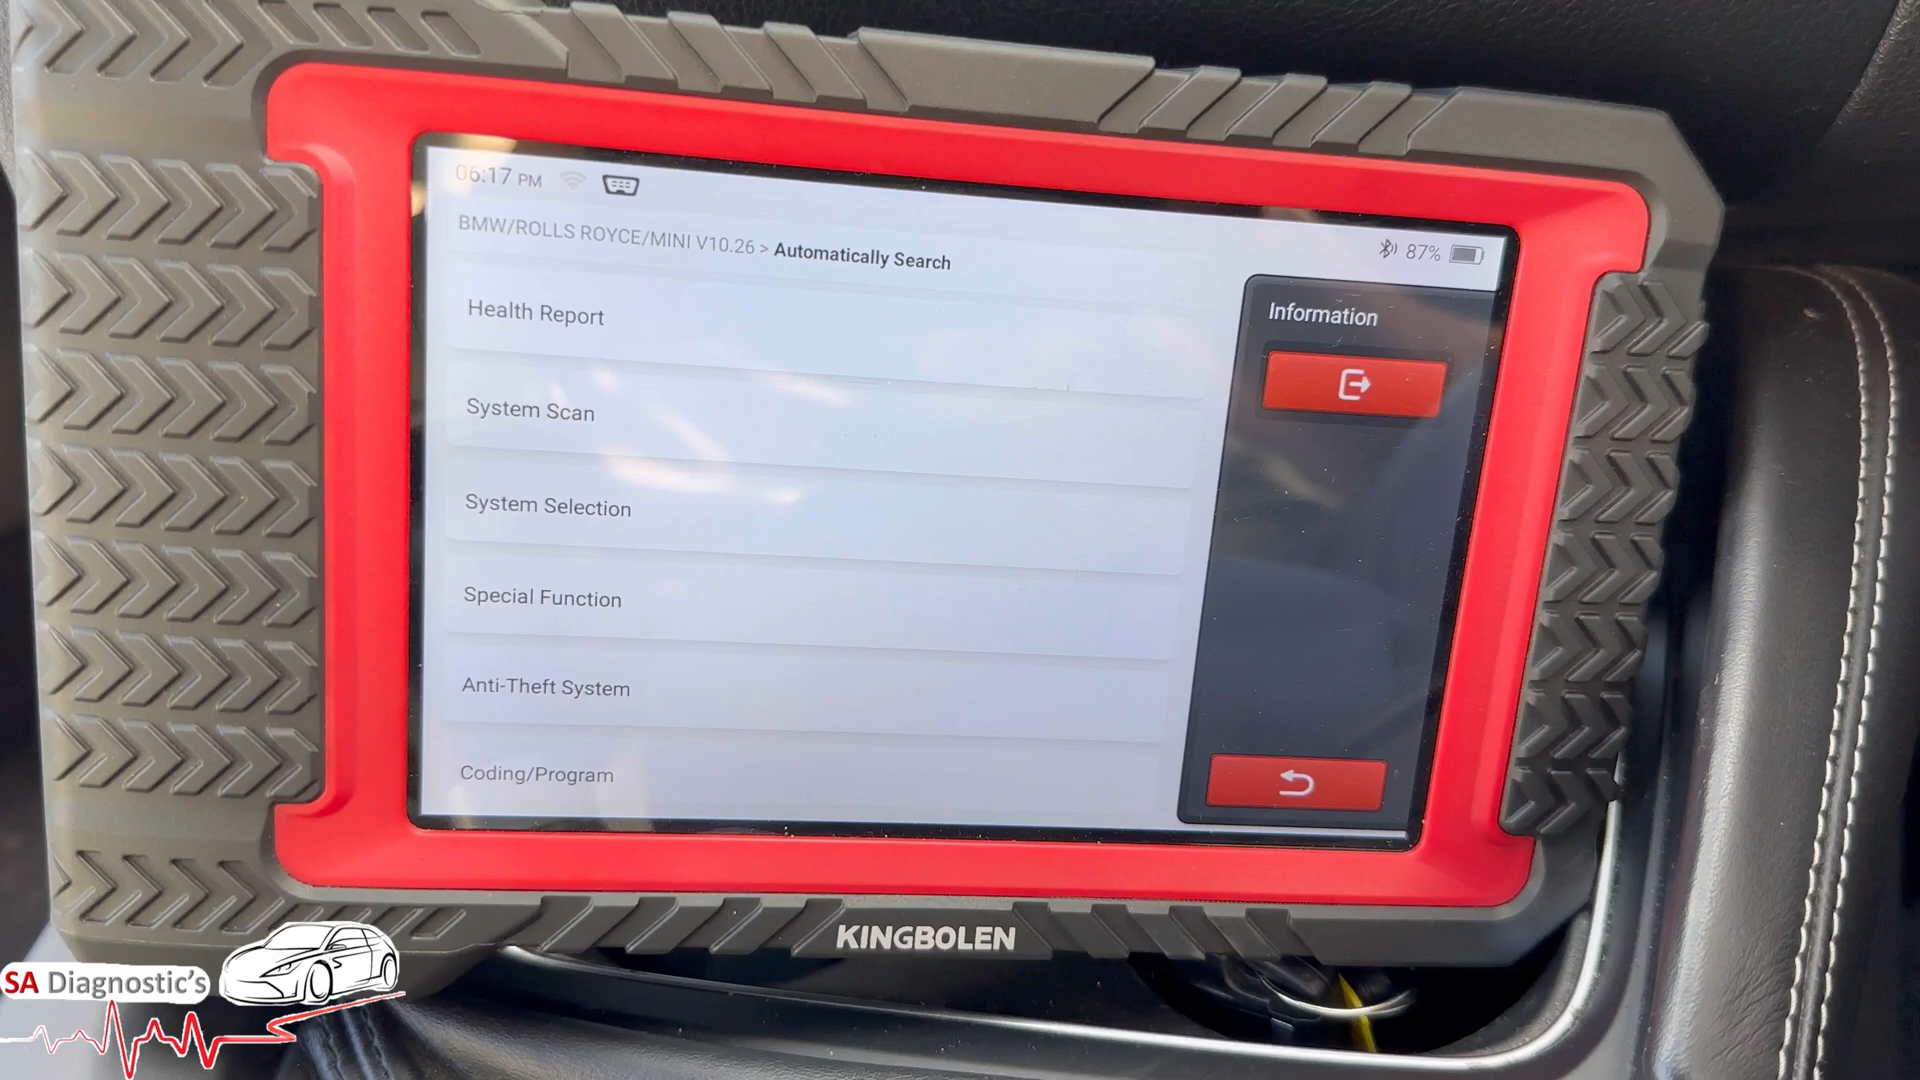 06:17 PM
87%
BMW/ROLLS ROYCE/MINI V10.26 > Automatically Search
Information
Health Report
System Scan
System Selection
Special Function
Anti-Theft System
Coding/Program
KINGBOLEN
SA Diagnostic's